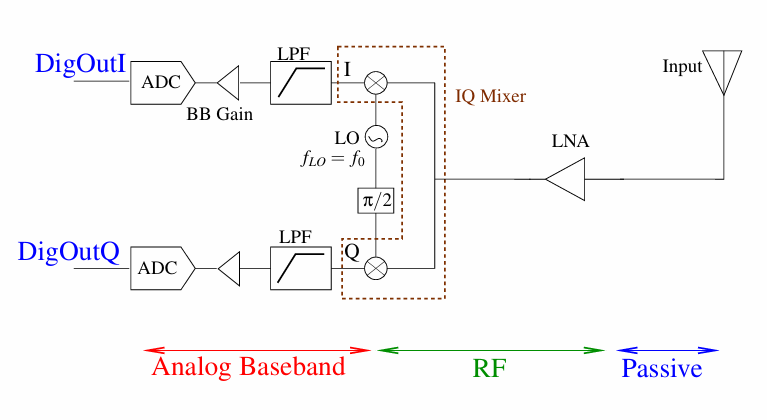 LPF
DigOutI
ADC
I
Input
BB Gain
IQ Mixer
LO
f_LO = f_0
LNA
π/2
LPF
DigOutQ
ADC
Q
Analog Baseband
RF
Passive